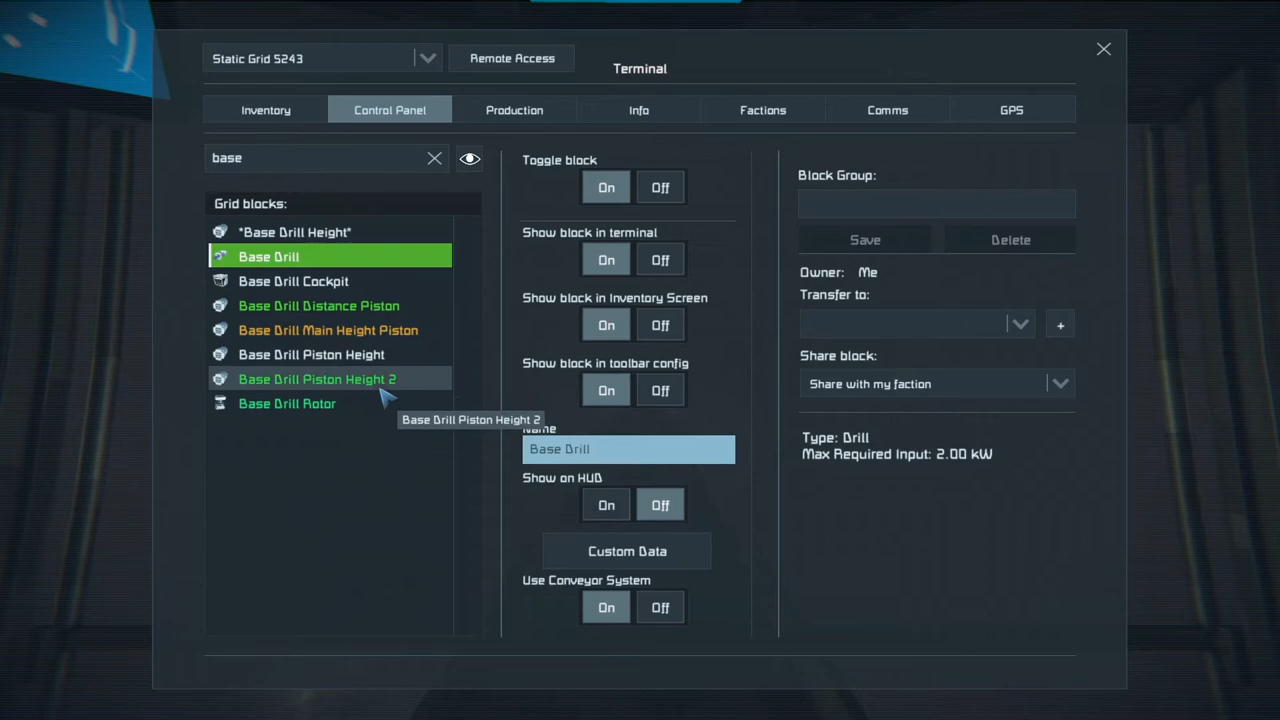 Static Grid 5243
Remote Access
Terminal
Inventory
Control Panel
Production
Info
Factions
Comms
GPS
base
Grid blocks:
*Base Drill Height*
Base Drill
Base Drill Cockpit
Base Drill Distance Piston
Base Drill Main Height Piston
Base Drill Piston Height
Base Drill Piston Height 2
Base Drill Rotor
Base Drill Piston Height 2
Toggle block
On
Off
Show block in terminal
On
Off
Show block in Inventory Screen
On
Off
Show block in toolbar config
On
Off
Name
Base Drill
Show on HUD
On
Off
Custom Data
Use Conveyor System
On
Off
Block Group:
Save
Delete
Owner: Me
Transfer to:
+
Share block:
Share with my faction
Type: Drill
Max Required Input: 2.00 kW